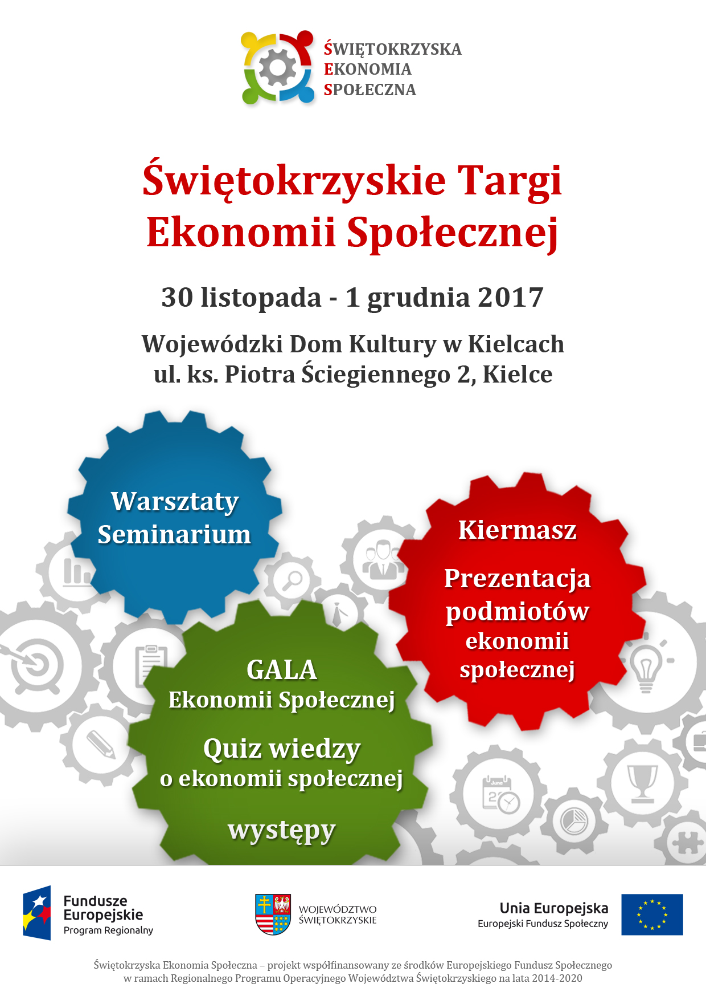 ŚWIĘTOKRZYSKA
EKONOMIA
SPOŁECZNA
Świętokrzyskie Targi
Ekonomii Społecznej
30 listopada - 1 grudnia 2017
Wojewódzki Dom Kultury w Kielcach
ul. ks. Piotra Ściegiennego 2, Kielce
Warsztaty
Seminarium
Kiermasz
Prezentacja
podmiotów
ekonomii
społecznej
GALA
Ekonomii Społecznej
Quiz wiedzy
o ekonomii społecznej
występy
June
Fundusze
Europejskie
Program Regionalny
WOJEWÓDZTWO
ŚWIĘTOKRZYSKIE
Unia Europejska
Europejski Fundusz Społeczny
Świętokrzyska Ekonomia Społeczna – projekt współfinansowany ze środków Europejskiego Fundusz Społecznego
w ramach Regionalnego Programu Operacyjnego Województwa Świętokrzyskiego na lata 2014-2020